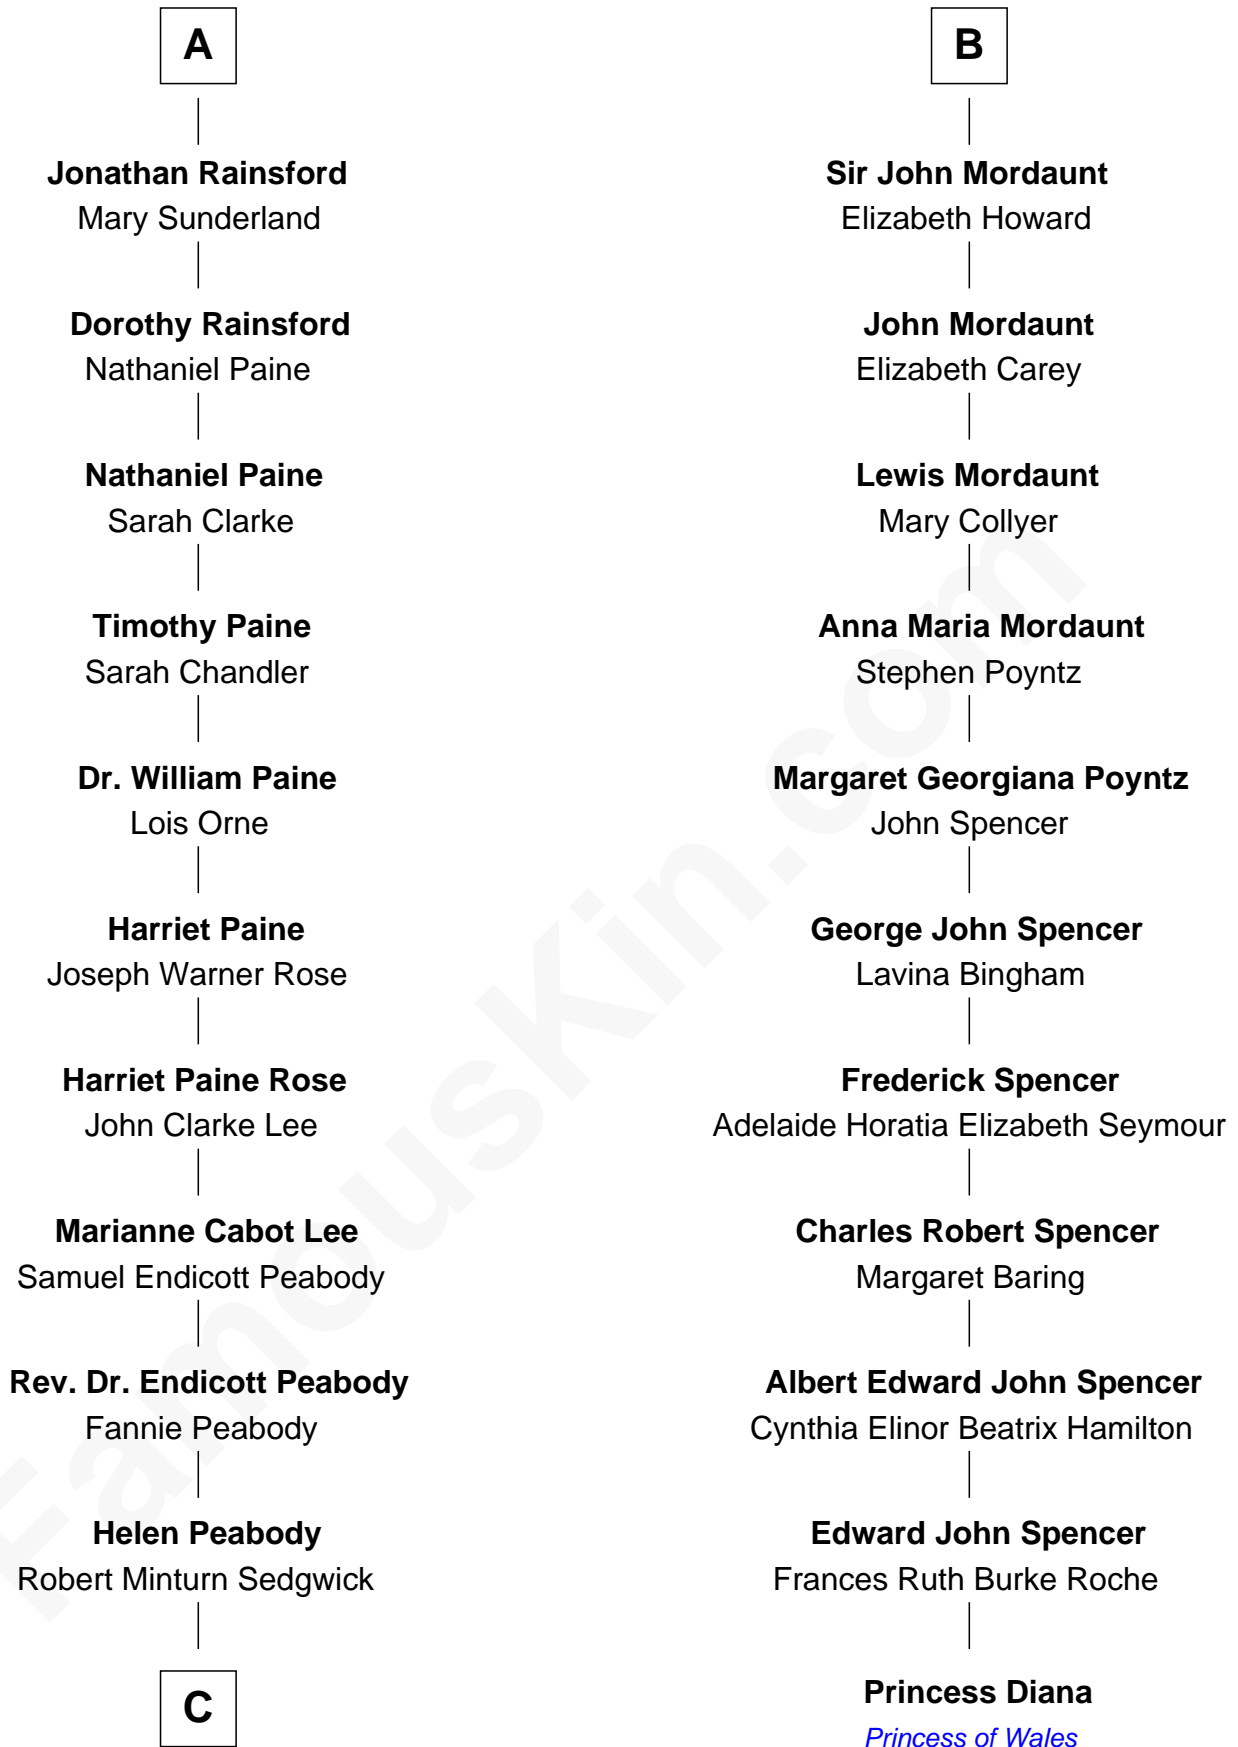 A
Jonathan Rainsford
Mary Sunderland
Dorothy Rainsford
Nathaniel Paine
Nathaniel Paine
Sarah Clarke
Timothy Paine
Sarah Chandler
Dr. William Paine
Lois Orne
Harriet Paine
Joseph Warner Rose
Harriet Paine Rose
John Clarke Lee
Marianne Cabot Lee
Samuel Endicott Peabody
Rev. Dr. Endicott Peabody
Fannie Peabody
Helen Peabody
Robert Minturn Sedgwick
C
B
Sir John Mordaunt
Elizabeth Howard
John Mordaunt
Elizabeth Carey
Lewis Mordaunt
Mary Collyer
Anna Maria Mordaunt
Stephen Poyntz
Margaret Georgiana Poyntz
John Spencer
George John Spencer
Lavina Bingham
Frederick Spencer
Adelaide Horatia Elizabeth Seymour
Charles Robert Spencer
Margaret Baring
Albert Edward John Spencer
Cynthia Elinor Beatrix Hamilton
Edward John Spencer
Frances Ruth Burke Roche
Princess Diana
Princess of Wales
FamousKin.com